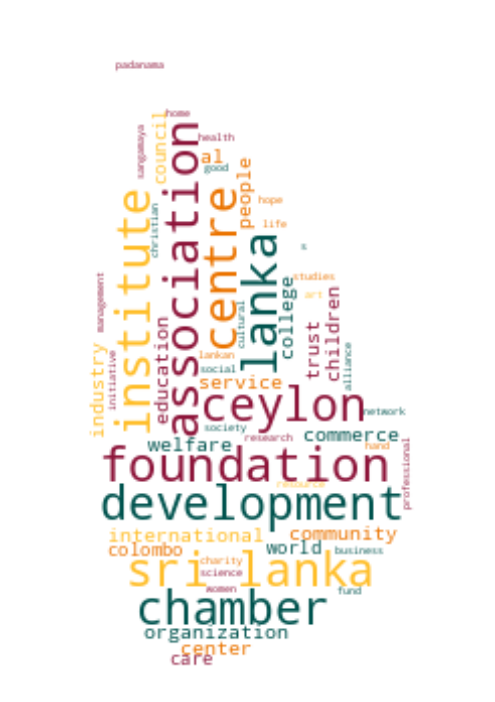 padanama
home
sangamaya
council
association
health
al
good
people
institute
christian
centre
hope
life
lanka
s
studies
art
college
children
management
cultural
trust
education
industry
initiative
lankan
social
alliance
service
ceylon
network
society
commerce
research
welfare
hand
professional
foundation
resource
development
international
community
colombo
world
business
charity
sri lanka
science
women
fund
chamber
organization
center
care